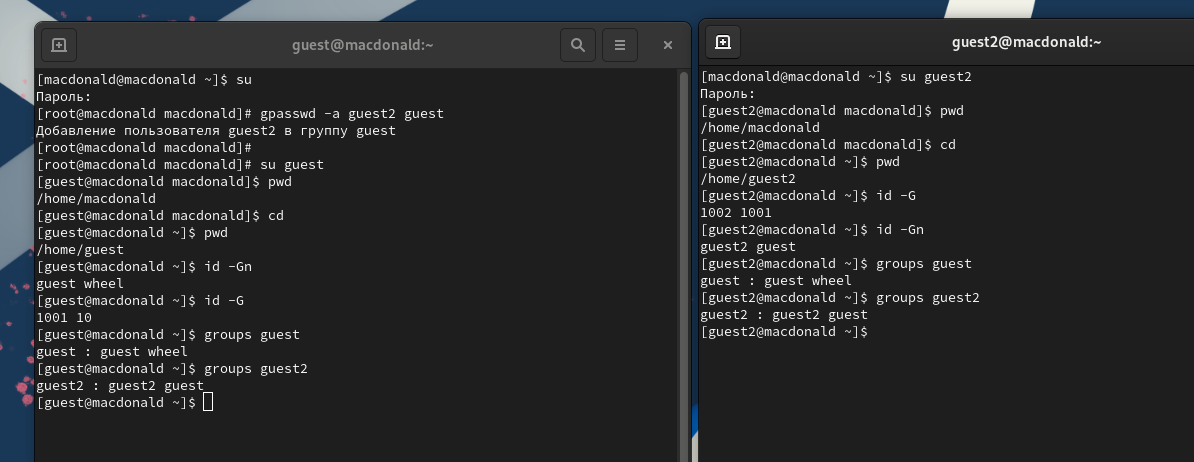 guest@macdonald:~
[macdonald@macdonald ~]$ su
Пароль:
[root@macdonald macdonald]# gpasswd -a guest2 guest
Добавление пользователя guest2 в группу guest
[root@macdonald macdonald]#
[root@macdonald macdonald]# su guest
[guest@macdonald macdonald]$ pwd
/home/macdonald
[guest@macdonald macdonald]$ cd
[guest@macdonald ~]$ pwd
/home/guest
[guest@macdonald ~]$ id -Gn
guest wheel
[guest@macdonald ~]$ id -G
1001 10
[guest@macdonald ~]$ groups guest
guest : guest wheel
[guest@macdonald ~]$ groups guest2
guest2 : guest2 guest
[guest@macdonald ~]$
guest2@macdonald:~
[macdonald@macdonald ~]$ su guest2
Пароль:
[guest2@macdonald macdonald]$ pwd
/home/macdonald
[guest2@macdonald macdonald]$ cd
[guest2@macdonald ~]$ pwd
/home/guest2
[guest2@macdonald ~]$ id -G
1002 1001
[guest2@macdonald ~]$ id -Gn
guest2 guest
[guest2@macdonald ~]$ groups guest
guest : guest wheel
[guest2@macdonald ~]$ groups guest2
guest2 : guest2 guest
[guest2@macdonald ~]$